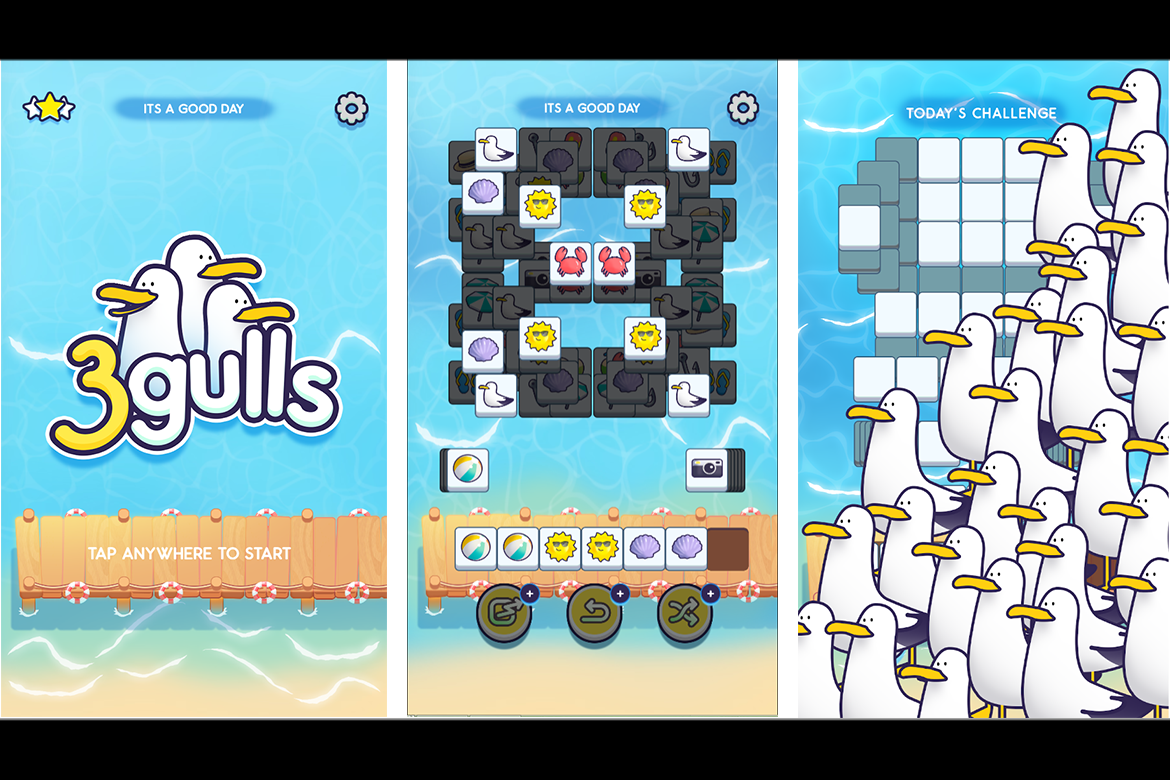 ITS A GOOD DAY
3gulls
TAP ANYWHERE TO START
ITS A GOOD DAY
TODAY'S CHALLENGE